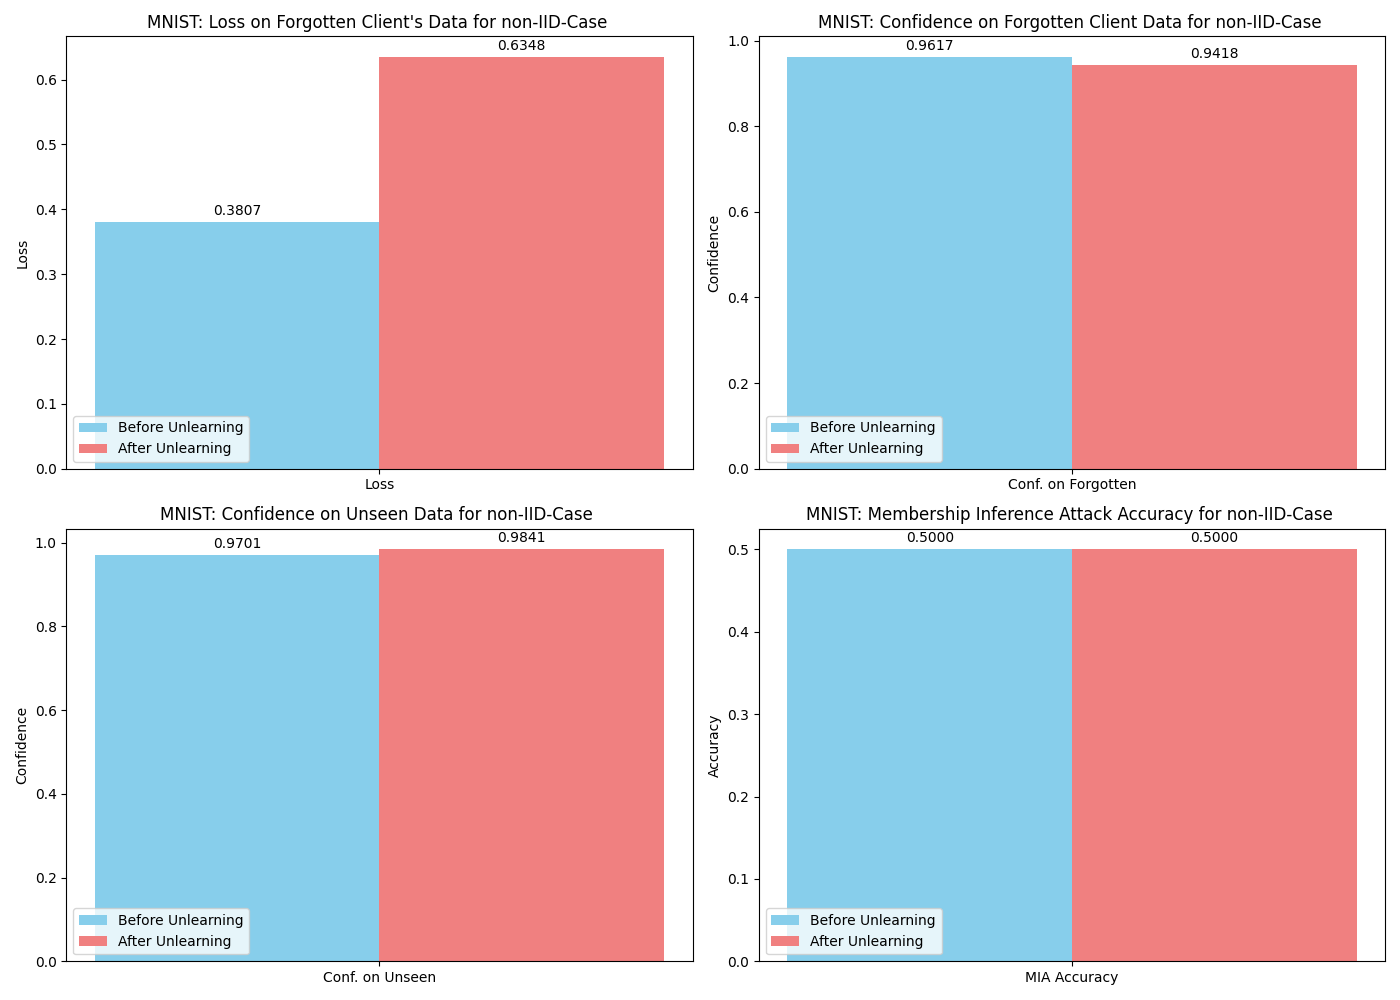 MNIST: Loss on Forgotten Client's Data for non-IID-Case
0.6348
0.3807
0.6
0.5
0.4
0.3
0.2
0.1
0.0
Loss
Before Unlearning
After Unlearning
Loss
MNIST: Confidence on Forgotten Client Data for non-IID-Case
0.9617
0.9418
1.0
0.8
0.6
0.4
0.2
0.0
Confidence
Before Unlearning
After Unlearning
Conf. on Forgotten
MNIST: Confidence on Unseen Data for non-IID-Case
0.9701
0.9841
1.0
0.8
0.6
0.4
0.2
0.0
Confidence
Before Unlearning
After Unlearning
Conf. on Unseen
MNIST: Membership Inference Attack Accuracy for non-IID-Case
0.5000
0.5000
0.5
0.4
0.3
0.2
0.1
0.0
Accuracy
Before Unlearning
After Unlearning
MIA Accuracy